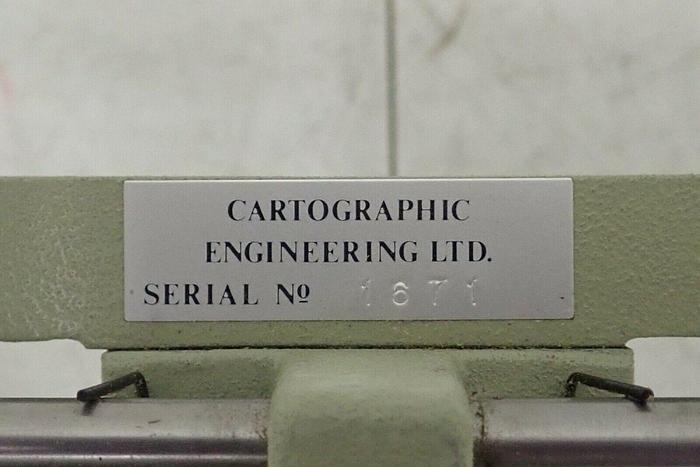 CARTOGRAPHIC
ENGINEERING LTD.
SERIAL Nº 1671